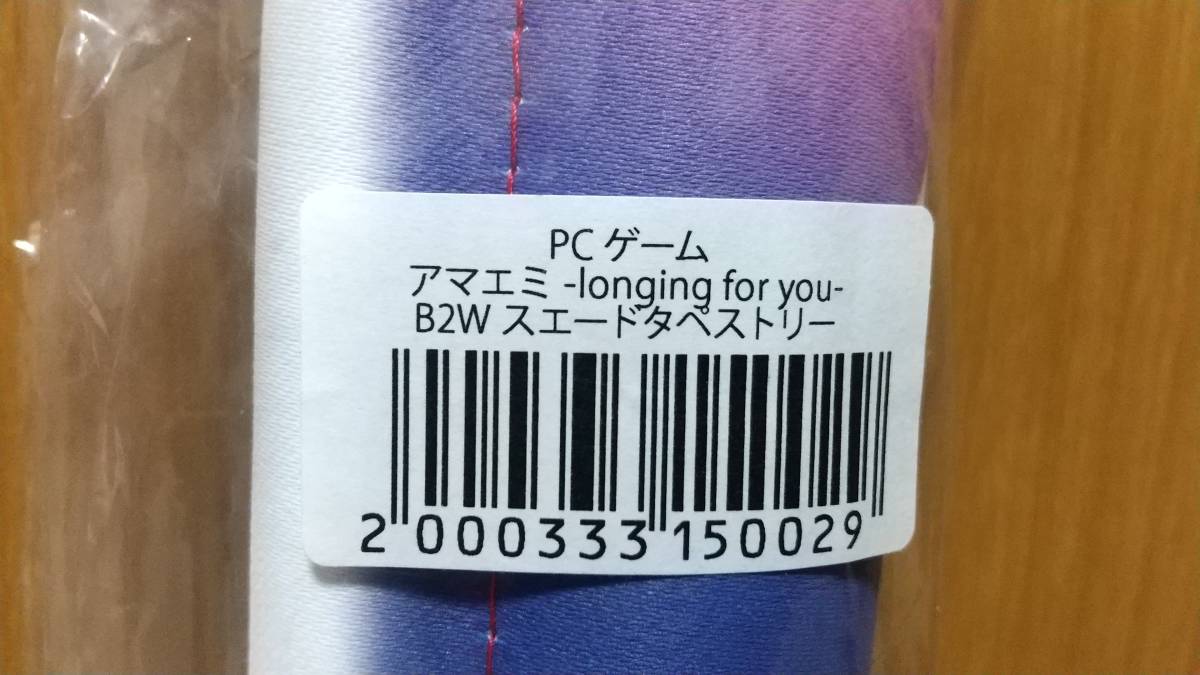 PC ゲーム
アマエミ -longing for you-
B2W スエードタペストリー
2 000333 150029